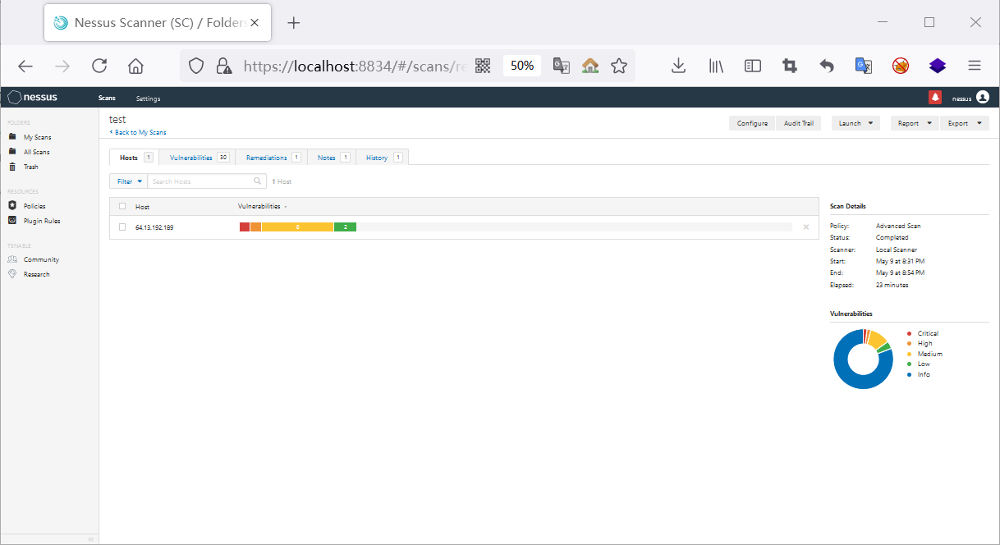 Nessus Scanner (SC) / Folders
https://localhost:8834/#/scans/re
50%
nessus
Scans
Settings
nessus
FOLDERS
My Scans
All Scans
Trash
RESOURCES
Policies
Plugin Rules
TENABLE
Community
Research
test
Back to My Scans
Configure
Audit Trail
Launch
Report
Export
Hosts 1
Vulnerabilities 30
Remediations 1
Notes 1
History 1
Filter
Search Hosts
1 Host
Host
Vulnerabilities
64.13.192.189
8
2
Scan Details
Policy: Advanced Scan
Status: Completed
Scanner: Local Scanner
Start: May 9 at 8:31 PM
End: May 9 at 8:54 PM
Elapsed: 23 minutes
Vulnerabilities
Critical
High
Medium
Low
Info